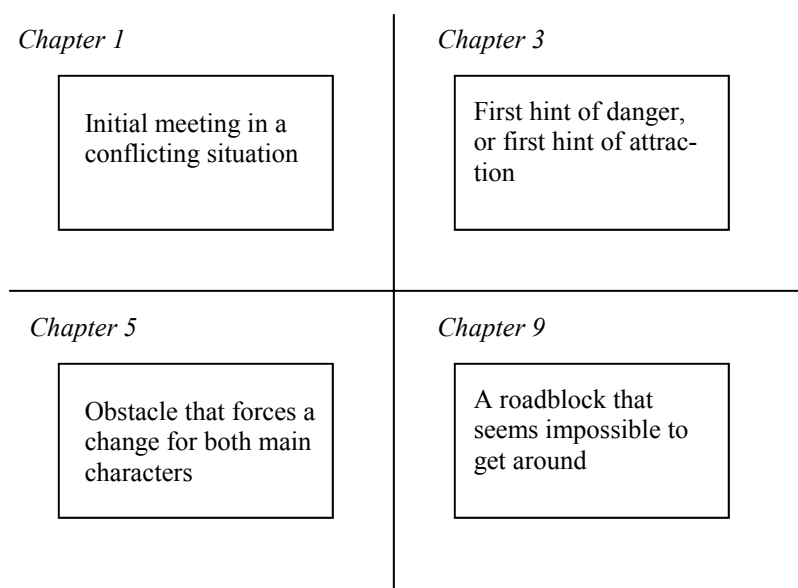 Chapter 1
Initial meeting in a
conflicting situation
Chapter 3
First hint of danger,
or first hint of attrac-
tion
Chapter 5
Obstacle that forces a
change for both main
characters
Chapter 9
A roadblock that
seems impossible to
get around